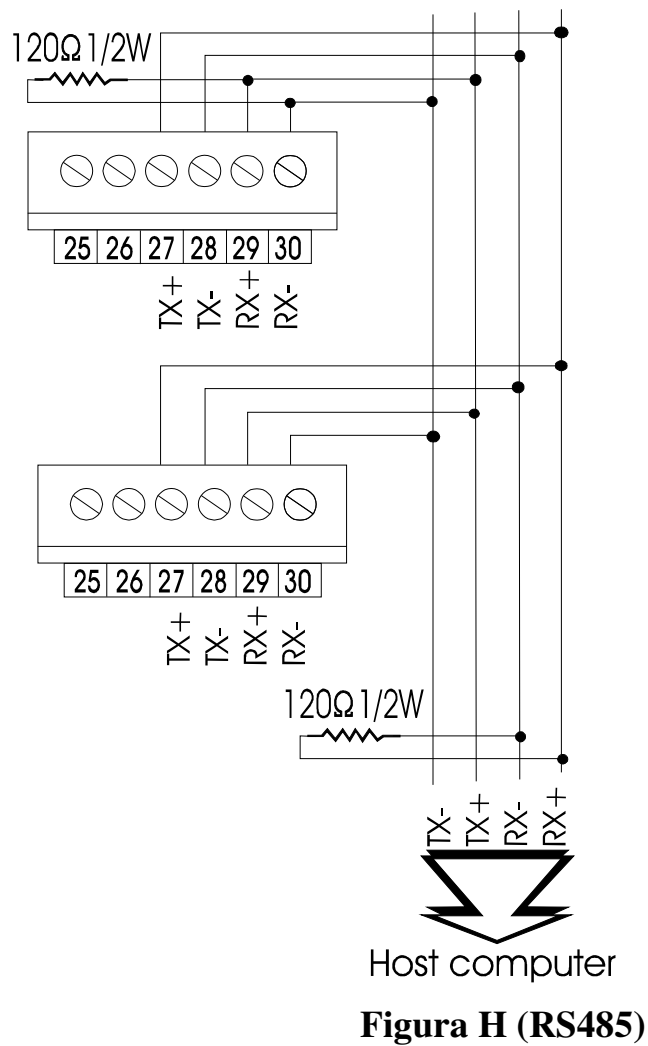 120Ω 1/2W
25 26 27 28 29 30
TX+ TX- RX+ RX-
25 26 27 28 29 30
TX+ TX- RX+ RX-
120Ω 1/2W
TX- TX+ RX- RX+
Host computer
Figura H (RS485)